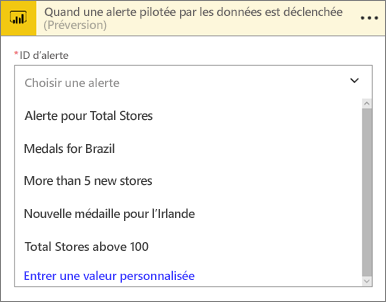 Quand une alerte pilotée par les données est déclenchée
(Préversion)
*ID d'alerte
Choisir une alerte
Alerte pour Total Stores
Medals for Brazil
More than 5 new stores
Nouvelle médaille pour l'Irlande
Total Stores above 100
Entrer une valeur personnalisée